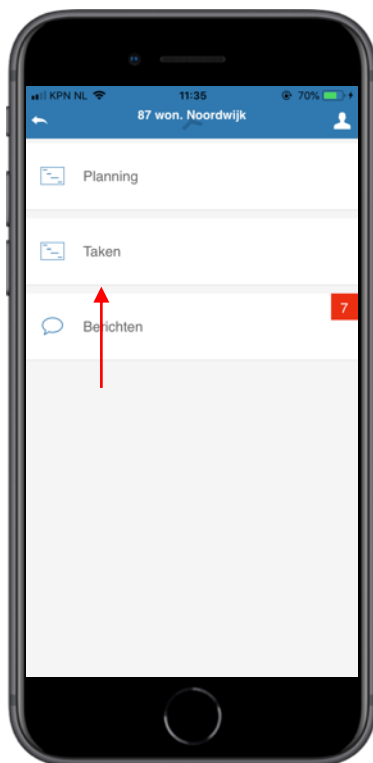 KPN NL 11:35 70%
87 won. Noordwijk
Planning
Taken
7
Berichten